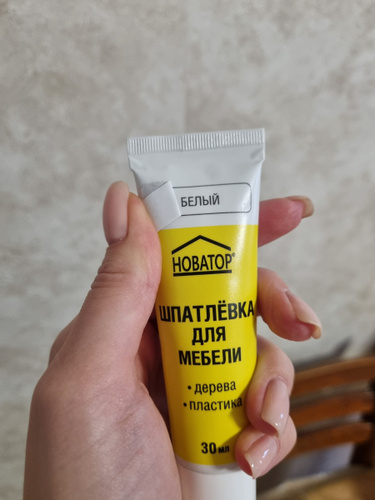 БЕЛЫЙ
НОВАТОР®
ШПАТЛЁВКА
ДЛЯ
МЕБЕЛИ
• дерева
• пластика
30 мл